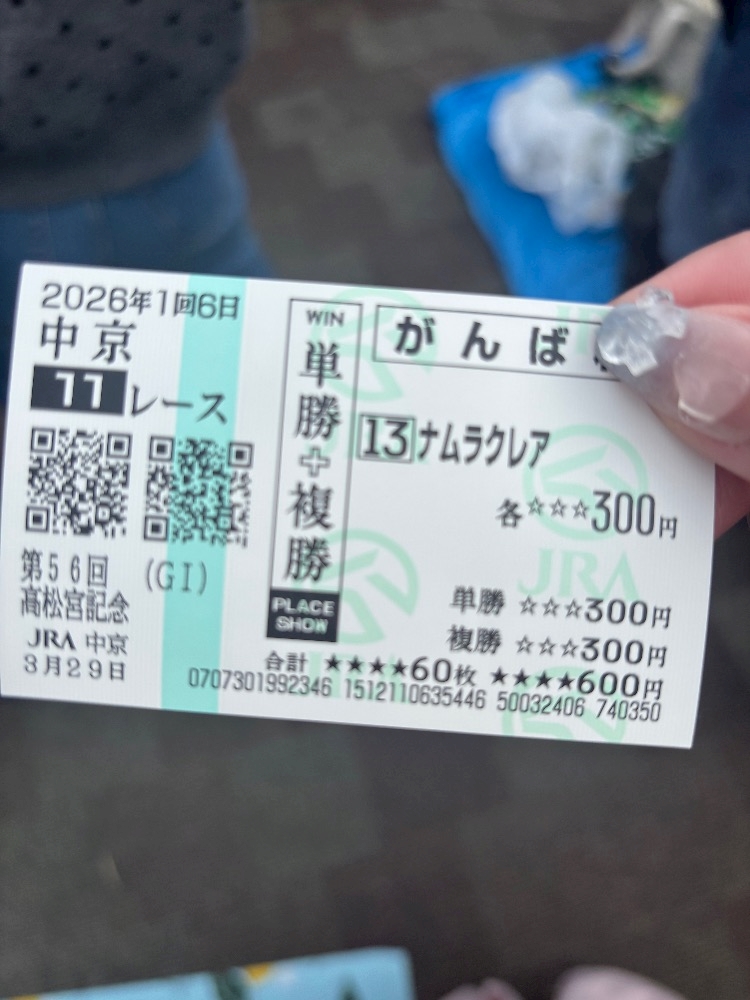 2026年1回6日
中京
11レース
第56回 (GI)
高松宮記念
JRA 中京
3月29日
WIN
単勝+複勝
PLACE
SHOW
がんば
13 ナムラクレア
各☆☆☆300円
単勝 ☆☆☆300円
複勝 ☆☆☆300円
合計 ★★★★60枚 ★★★★600円
0707301992346 1512110635446 50032406 740350
JRA